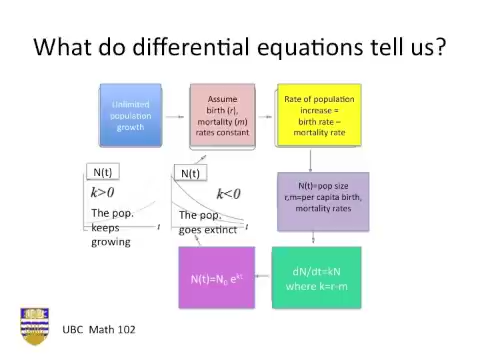 What do differential equations tell us?
Unlimited
population
growth
Assume
birth (r),
mortality (m)
rates constant
Rate of population
increase =
birth rate –
mortality rate
N(t)=pop size
r,m=per capita birth,
mortality rates
dN/dt=kN
where k=r-m
N(t)=N₀ eᵏᵗ
N(t)
k>0
The pop.
keeps
growing
t
N(t)
k<0
The pop.
goes extinct
t
UBC Math 102